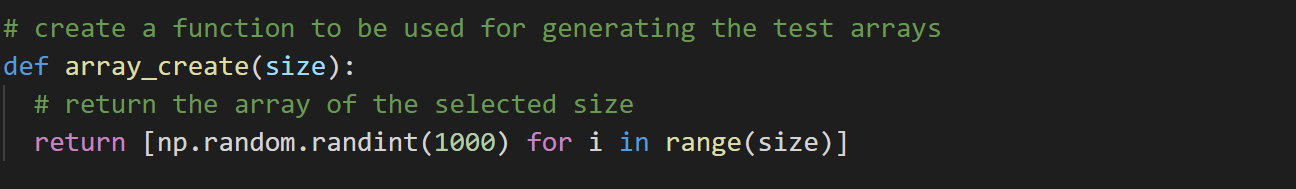 # create a function to be used for generating the test arrays
def array_create(size):
  # return the array of the selected size
  return [np.random.randint(1000) for i in range(size)]